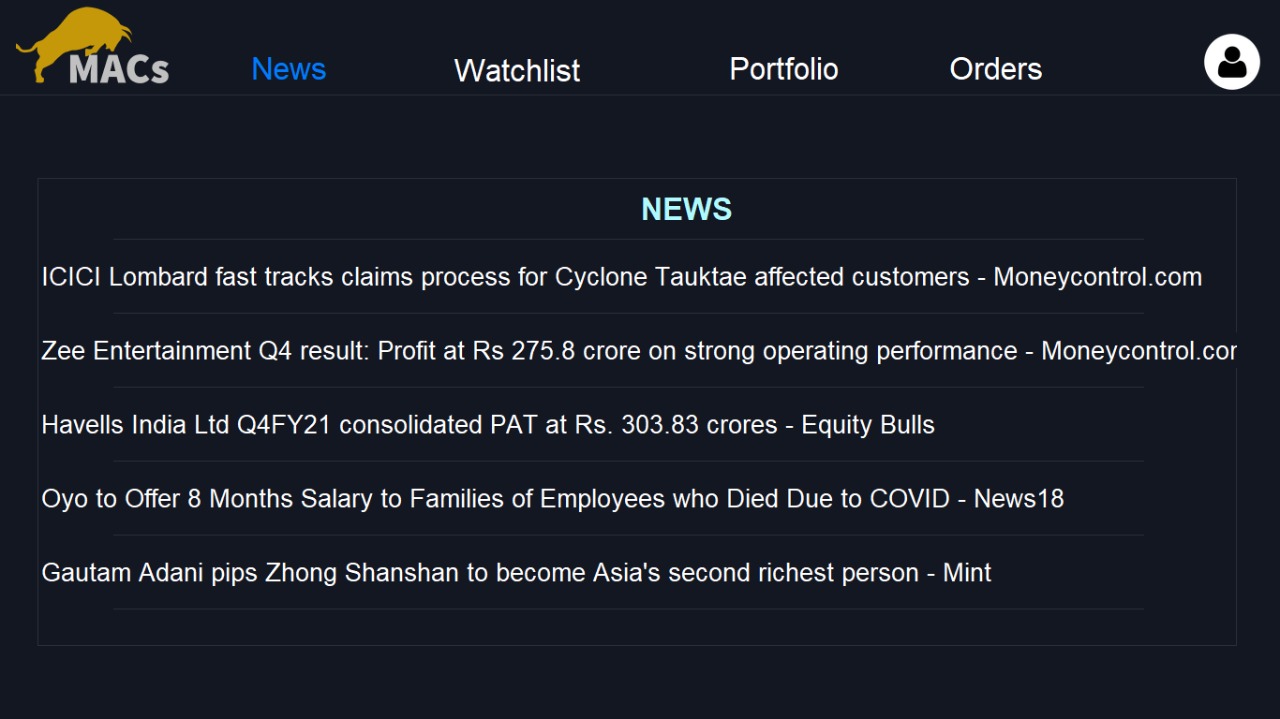 MACs
News
Watchlist
Portfolio
Orders
NEWS
ICICI Lombard fast tracks claims process for Cyclone Tauktae affected customers - Moneycontrol.com
Zee Entertainment Q4 result: Profit at Rs 275.8 crore on strong operating performance - Moneycontrol.cor
Havells India Ltd Q4FY21 consolidated PAT at Rs. 303.83 crores - Equity Bulls
Oyo to Offer 8 Months Salary to Families of Employees who Died Due to COVID - News18
Gautam Adani pips Zhong Shanshan to become Asia's second richest person - Mint